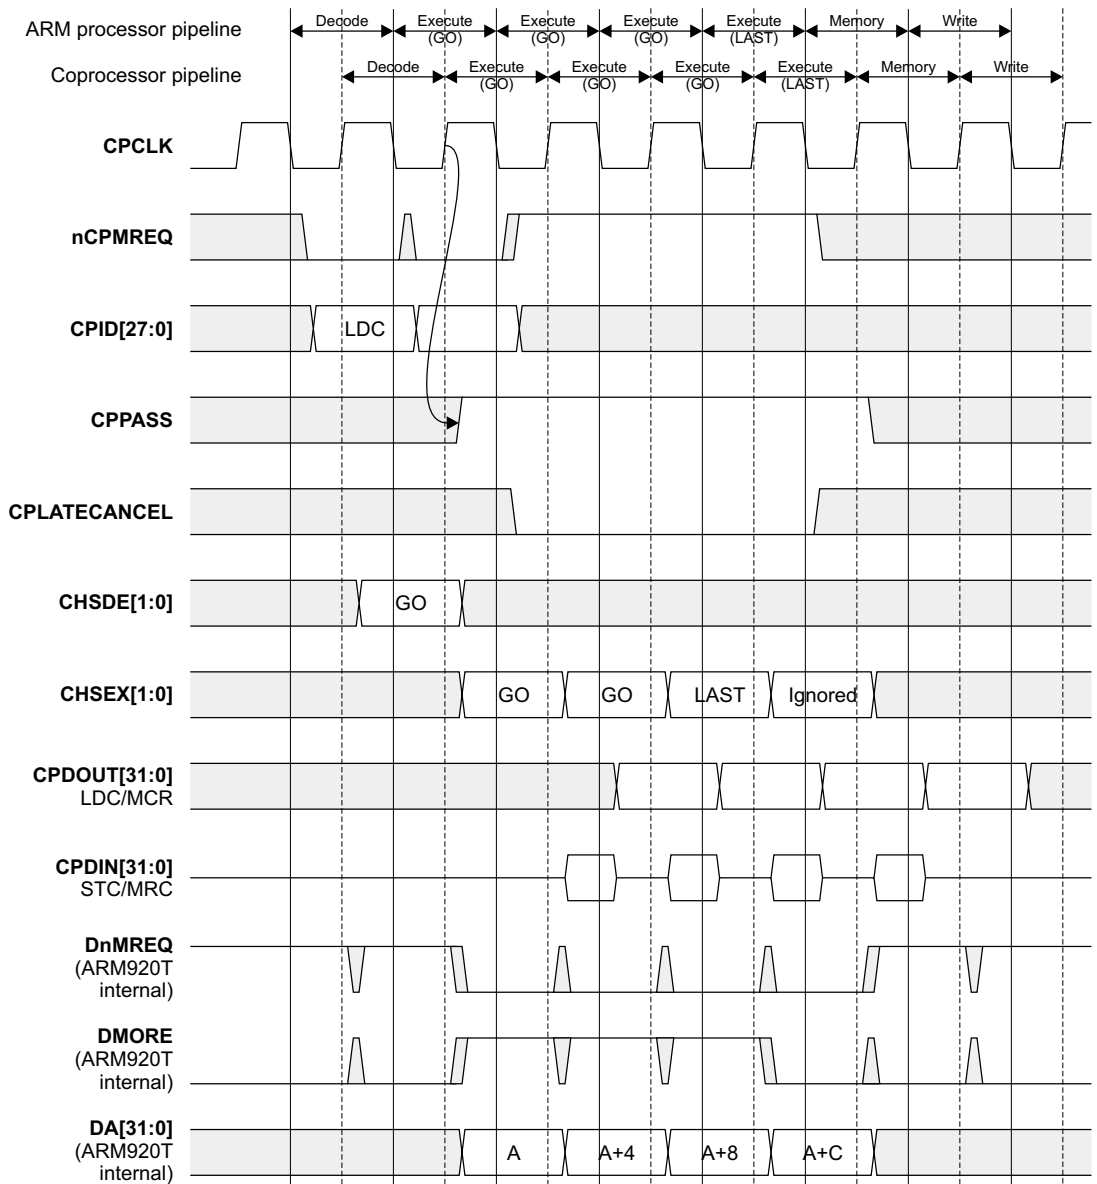 ARM processor pipeline
Decode
Execute
(GO)
Execute
(GO)
Execute
(GO)
Execute
(LAST)
Memory
Write
Coprocessor pipeline
Decode
Execute
(GO)
Execute
(GO)
Execute
(GO)
Execute
(LAST)
Memory
Write
CPCLK
nCPMREQ
CPID[27:0]
LDC
CPPASS
CPLATECANCEL
CHSDE[1:0]
GO
CHSEX[1:0]
GO
GO
LAST
Ignored
CPDOUT[31:0]
LDC/MCR
CPDIN[31:0]
STC/MRC
DnMREQ
(ARM920T
internal)
DMORE
(ARM920T
internal)
DA[31:0]
(ARM920T
internal)
A
A+4
A+8
A+C